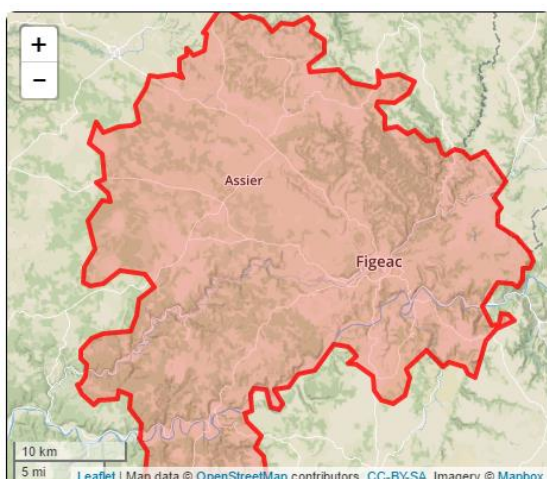 +
−
Assier
Figeac
10 km
5 mi
Leaflet | Map data © OpenStreetMap contributors, CC-BY-SA, Imagery © Mapbox